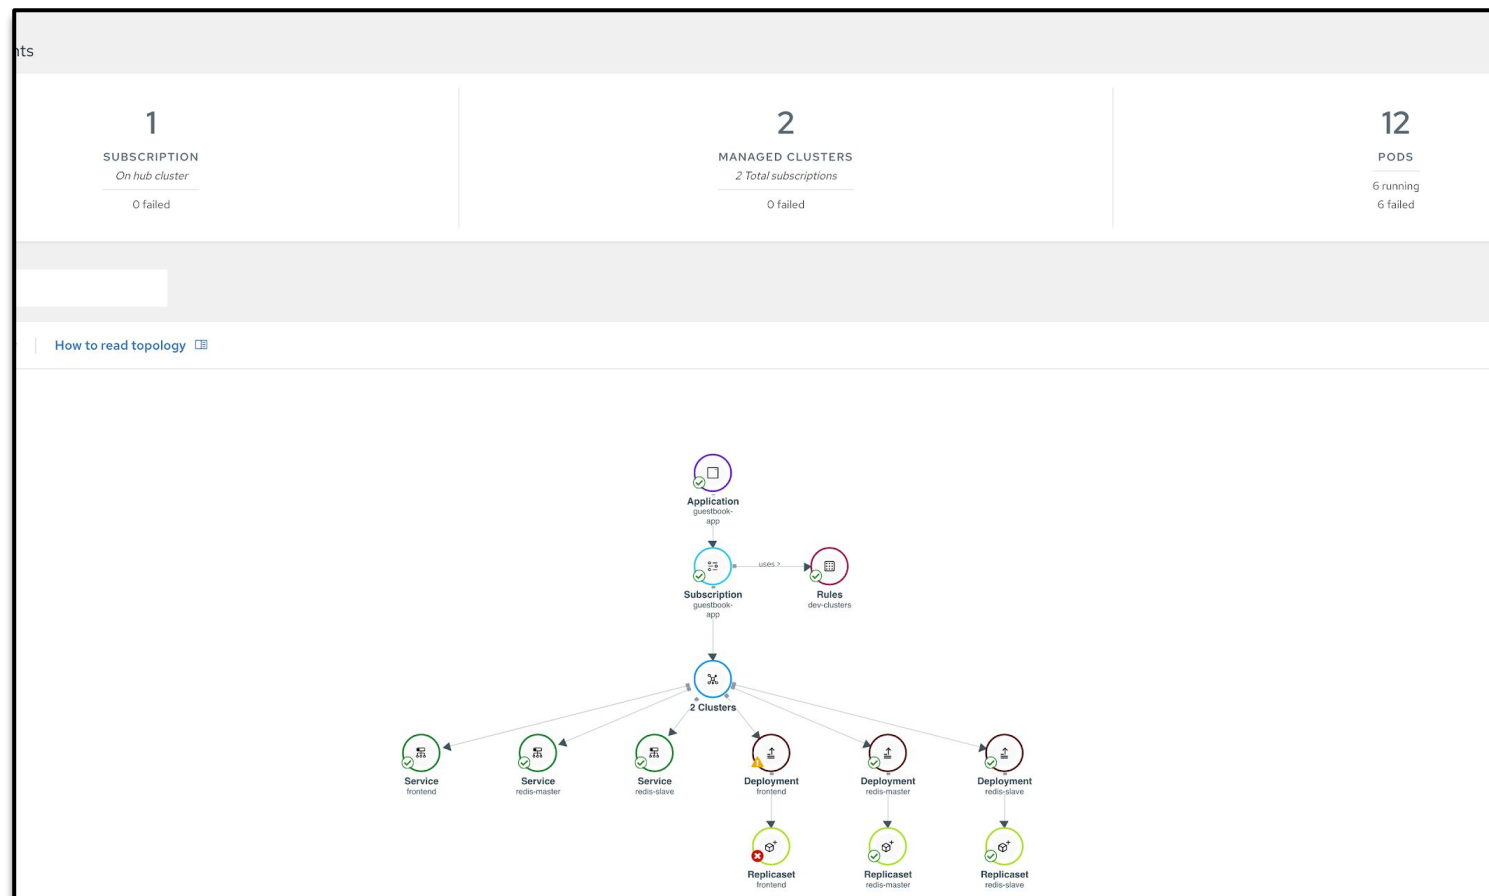 nts
1
SUBSCRIPTION
On hub cluster
0 failed
2
MANAGED CLUSTERS
2 Total subscriptions
0 failed
12
PODS
6 running
6 failed
How to read topology
Application
guestbook-
app
Subscription
guestbook-
app
uses >
Rules
dev-clusters
2 Clusters
Service
frontend
Service
redis-master
Service
redis-slave
Deployment
frontend
Deployment
redis-master
Deployment
redis-slave
Replicaset
frontend
Replicaset
redis-master
Replicaset
redis-slave